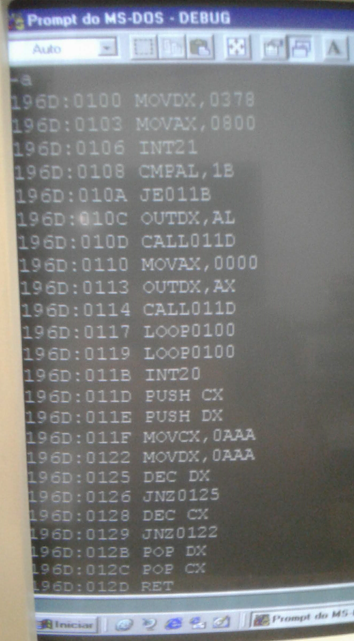 Prompt do MS-DOS - DEBUG
Auto
A
-a
196D:0100 MOVDX,0378
196D:0103 MOVAX,0800
196D:0106 INT21
196D:0108 CMPAL,1B
196D:010A JE011B
196D:010C OUTDX,AL
196D:010D CALL011D
196D:0110 MOVAX,0000
196D:0113 OUTDX,AX
196D:0114 CALL011D
196D:0117 LOOP0100
196D:0119 LOOP0100
196D:011B INT20
196D:011D PUSH CX
196D:011E PUSH DX
196D:011F MOVCX,0AAA
196D:0122 MOVDX,0AAA
196D:0125 DEC DX
196D:0126 JNZ0125
196D:0128 DEC CX
196D:0129 JNZ0122
196D:012B POP DX
196D:012C POP CX
196D:012D RET
Iniciar
Prompt do MS-